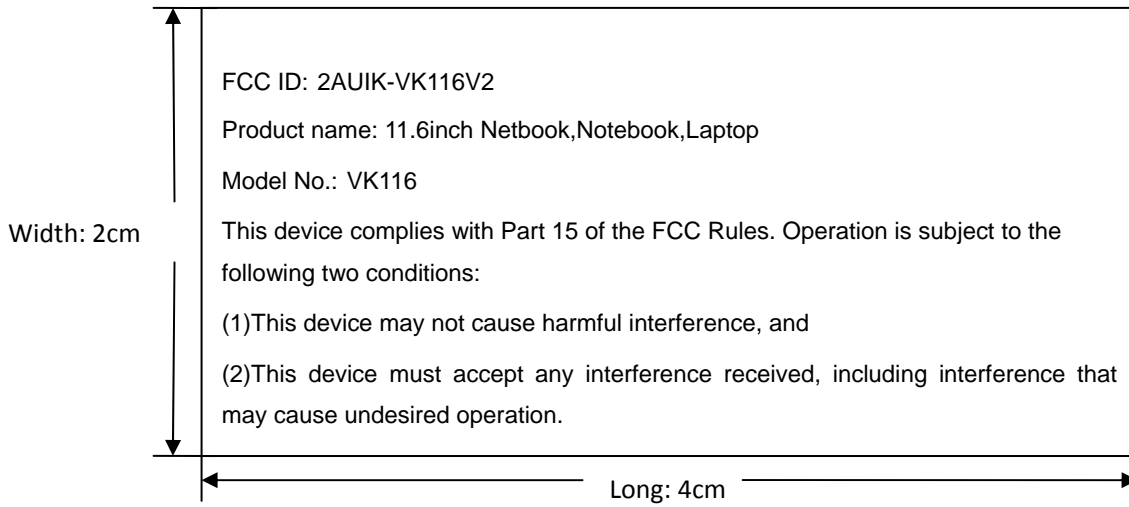 FCC ID: 2AUIK-VK116V2
Product name: 11.6inch Netbook,Notebook,Laptop
Model No.: VK116
Width: 2cm
This device complies with Part 15 of the FCC Rules. Operation is subject to the
following two conditions:
(1)This device may not cause harmful interference, and
(2)This device must accept any interference received, including interference that
may cause undesired operation.
Long: 4cm